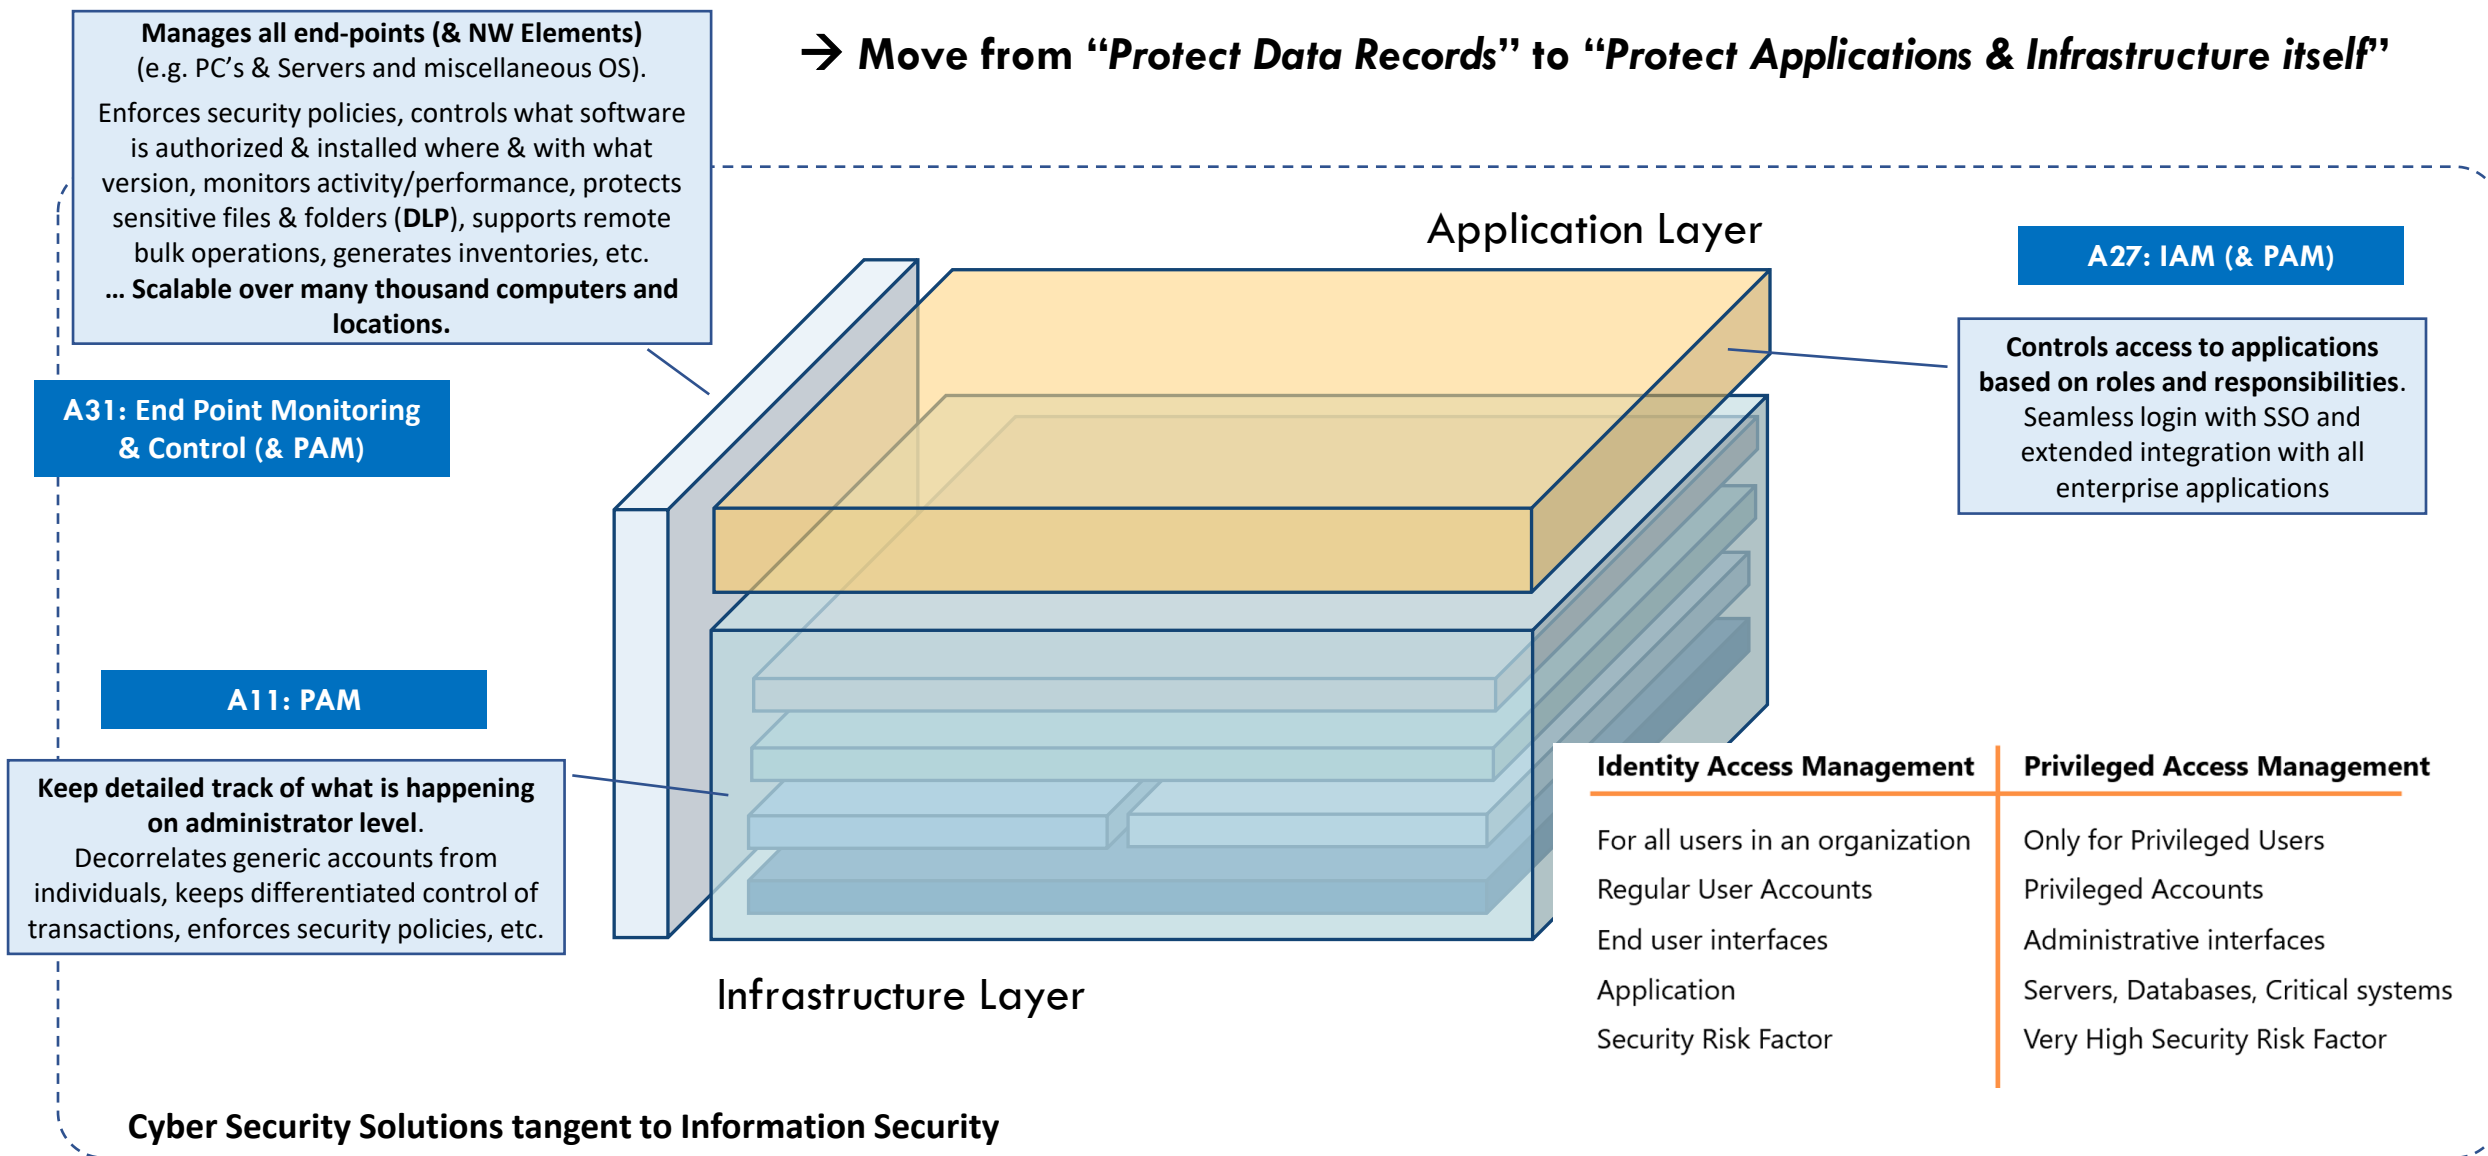 Manages all end-points (& NW Elements)
(e.g. PC's & Servers and miscellaneous OS).
Enforces security policies, controls what software
is authorized & installed where & with what
version, monitors activity/performance, protects
sensitive files & folders (DLP), supports remote
bulk operations, generates inventories, etc.
... Scalable over many thousand computers and
locations.
→ Move from “Protect Data Records” to “Protect Applications & Infrastructure itself”
Application Layer
A27: IAM (& PAM)
Controls access to applications
based on roles and responsibilities.
Seamless login with SSO and
extended integration with all
enterprise applications
A31: End Point Monitoring
& Control (& PAM)
A11: PAM
Keep detailed track of what is happening
on administrator level.
Decorrelates generic accounts from
individuals, keeps differentiated control of
transactions, enforces security policies, etc.
Infrastructure Layer
Identity Access Management
Privileged Access Management
For all users in an organization
Only for Privileged Users
Regular User Accounts
Privileged Accounts
End user interfaces
Administrative interfaces
Application
Servers, Databases, Critical systems
Security Risk Factor
Very High Security Risk Factor
Cyber Security Solutions tangent to Information Security